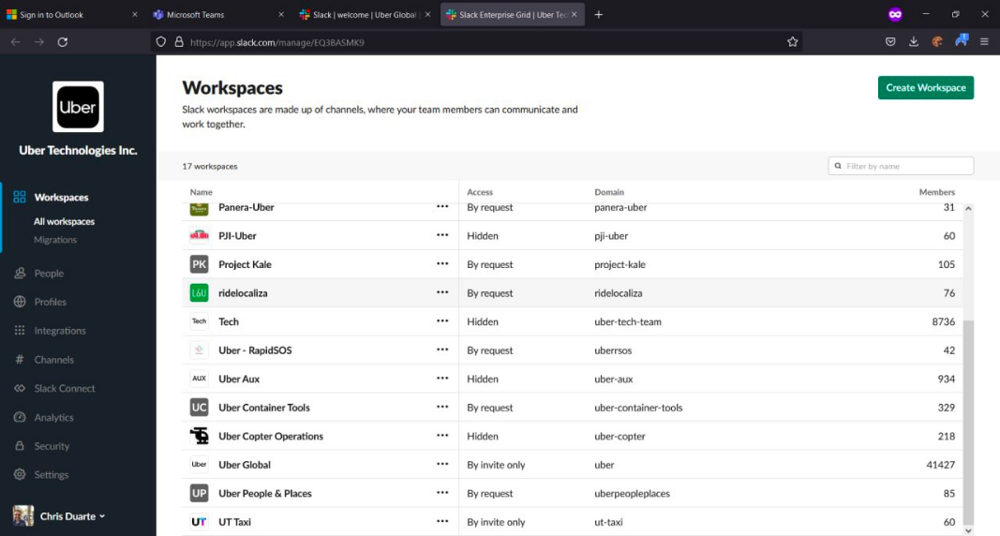 Sign in to Outlook
Microsoft Teams
Slack | welcome | Uber Global |
Slack Enterprise Grid | Uber Tec
https://app.slack.com/manage/EQ3BASMK9
1
Uber
Uber Technologies Inc.
Workspaces
All workspaces
Migrations
People
Profiles
Integrations
Channels
Slack Connect
Analytics
Security
Settings
Chris Duarte
Workspaces
Create Workspace
Slack workspaces are made up of channels, where your team members can communicate and
work together.
17 workspaces
Filter by name
Name Access Domain Members
Panera-Uber ••• By request panera-uber 31
PJI-Uber ••• Hidden pji-uber 60
PK Project Kale ••• By request project-kale 105
ridelocaliza ••• By request ridelocaliza 76
Tech Tech ••• Hidden uber-tech-team 8736
Uber - RapidSOS ••• By request uberrsos 42
AUX Uber Aux ••• Hidden uber-aux 934
UC Uber Container Tools ••• By request uber-container-tools 329
Uber Copter Operations ••• Hidden uber-copter 218
Uber Uber Global ••• By invite only uber 41427
UP Uber People & Places ••• By request uberpeopleplaces 85
UT UT Taxi ••• By invite only ut-taxi 60